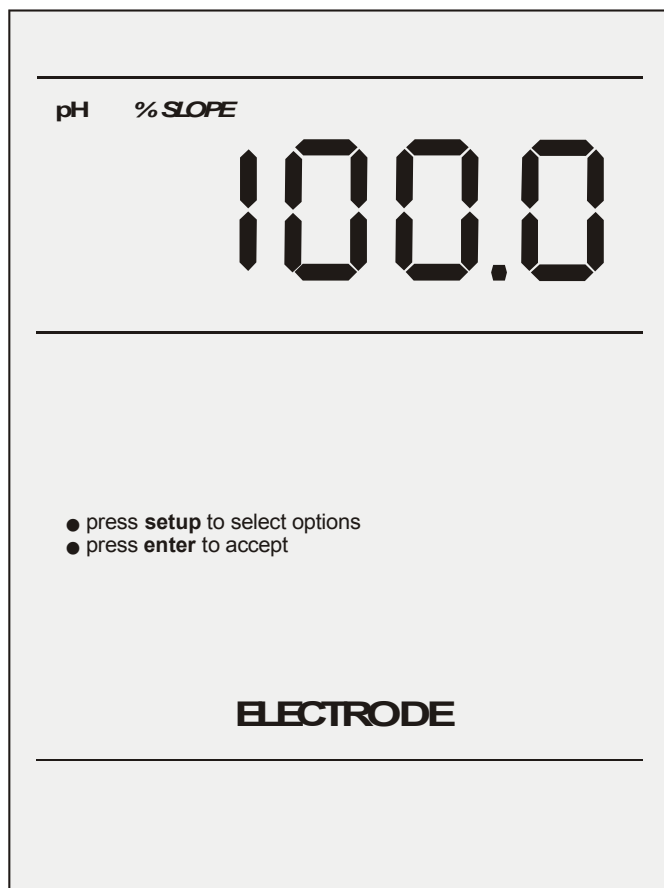 pH % SLOPE
100.0
● press setup to select options
● press enter to accept
ELECTRODE